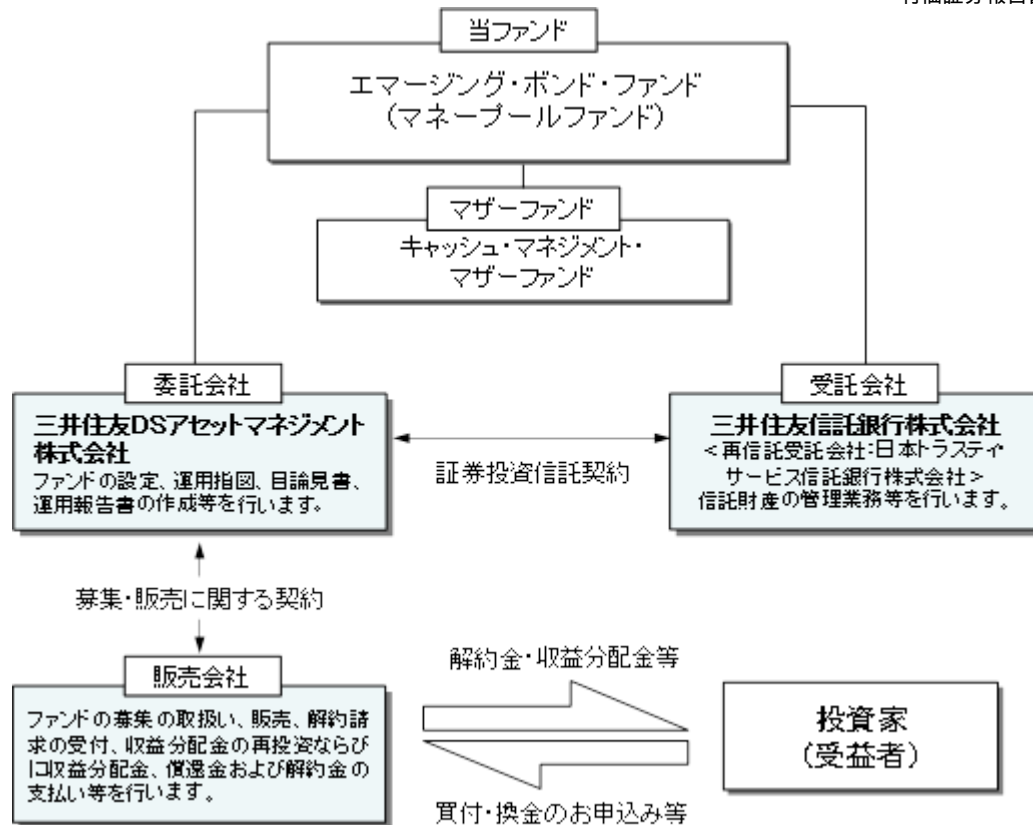 当ファンド
エマージング・ボンド・ファンド
(マネープールファンド)
マザーファンド
キャッシュ・マネジメント・
マザーファンド
委託会社
三井住友DSアセットマネジメント
株式会社
ファンドの設定、運用指図、目論見書、
運用報告書の作成等を行います。
証券投資信託契約
受託会社
三井住友信託銀行株式会社
<再信託受託会社:日本トラスティ
サービス信託銀行株式会社>
信託財産の管理業務等を行います。
募集・販売に関する契約
販売会社
ファンドの募集の取扱い、販売、解約請
求の受付、収益分配金の再投資ならび
に収益分配金、償還金および解約金の
支払い等を行います。
解約金・収益分配金等
買付・換金のお申込み等
投資家
(受益者)